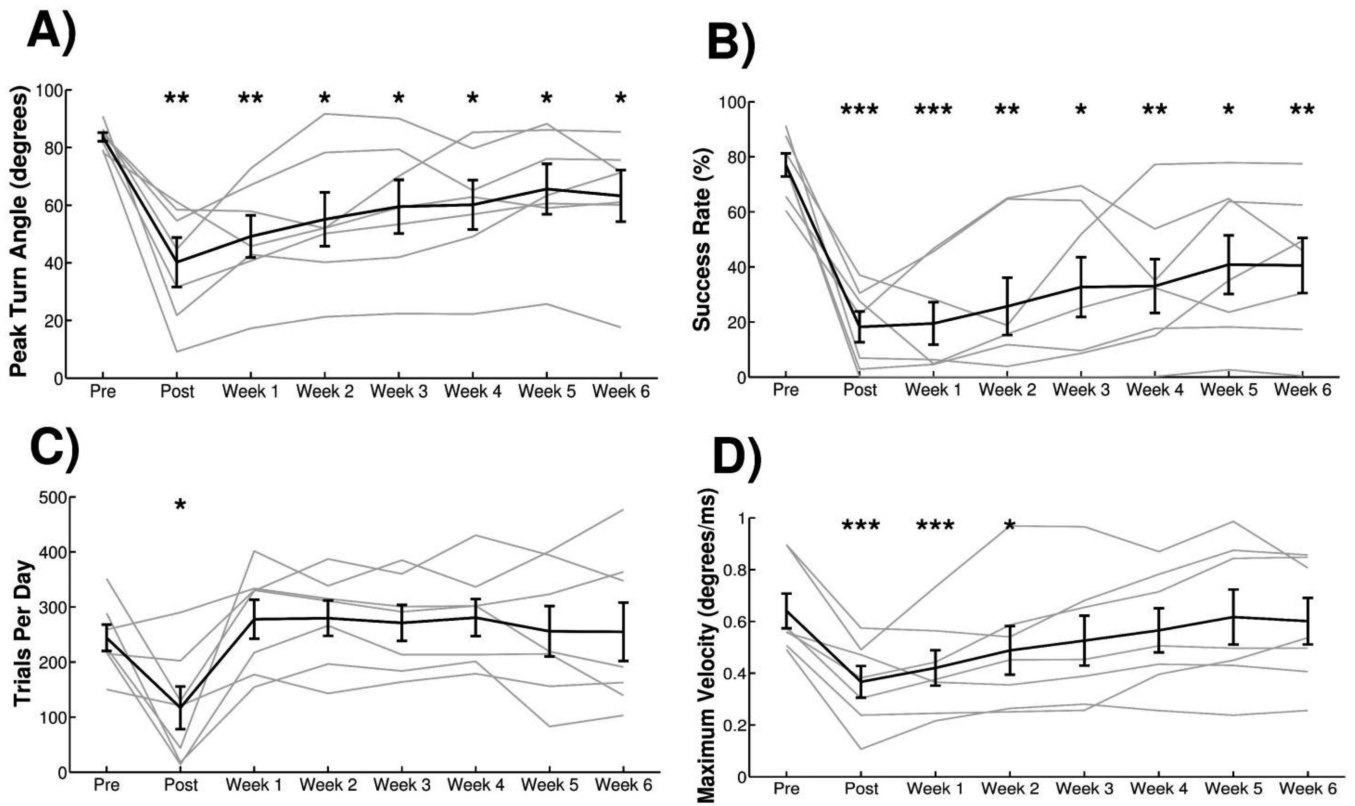 A)
Peak Turn Angle (degrees)
100
80
60
40
20
0
** ** * * * * *
Pre Post Week 1 Week 2 Week 3 Week 4 Week 5 Week 6
B)
Success Rate (%)
100
80
60
40
20
0
*** *** ** * ** * **
Pre Post Week 1 Week 2 Week 3 Week 4 Week 5 Week 6
C)
Trials Per Day
500
400
300
200
100
0
*
Pre Post Week 1 Week 2 Week 3 Week 4 Week 5 Week 6
D)
Maximum Velocity (degrees/ms)
1
0.8
0.6
0.4
0.2
0
*** *** *
Pre Post Week 1 Week 2 Week 3 Week 4 Week 5 Week 6